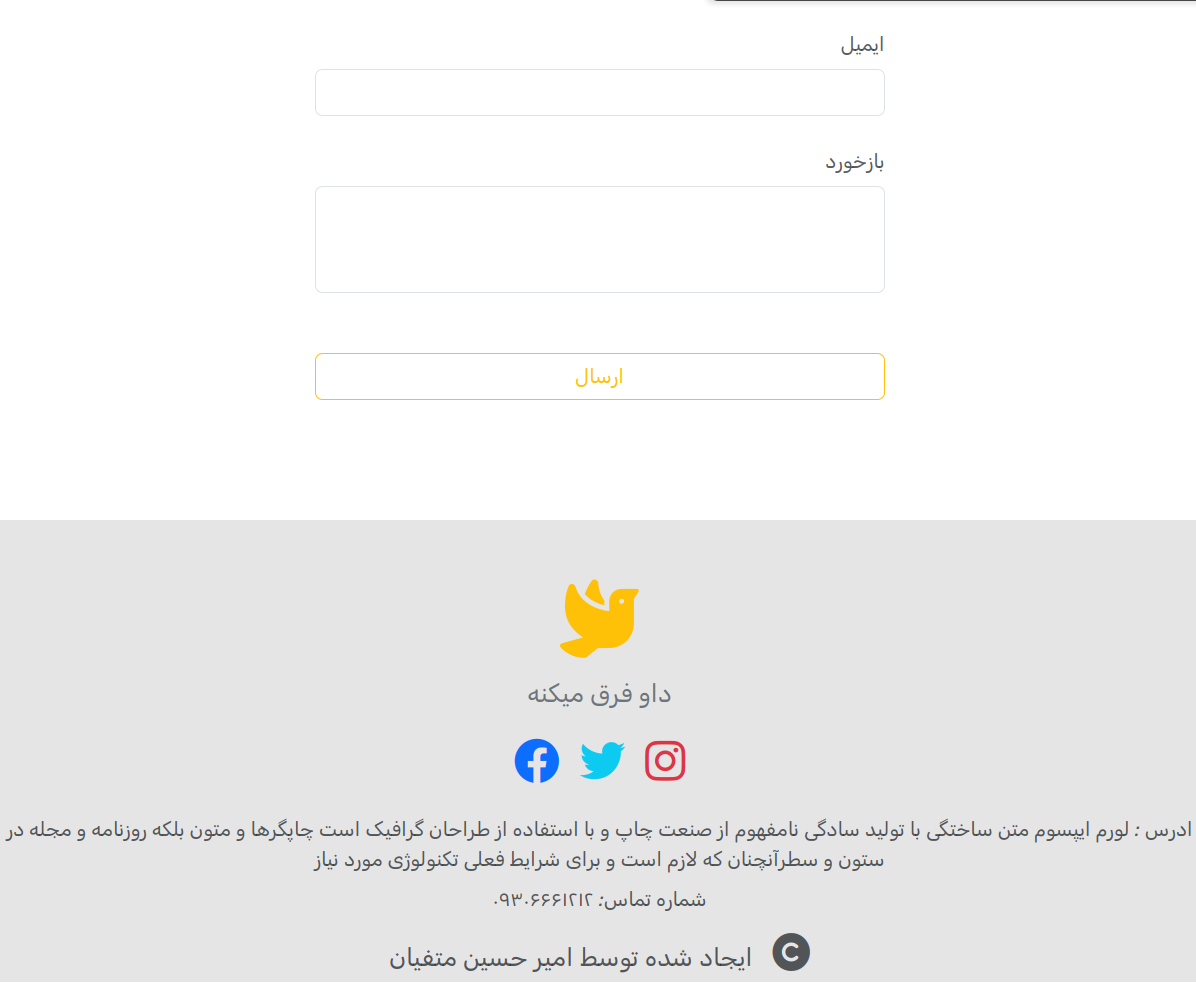 ایمیل
بازخورد
ارسال
داو فرق میکنه
ادرس : لورم ایپسوم متن ساختگی با تولید سادگی نامفهوم از صنعت چاپ و با استفاده از طراحان گرافیک است چاپگرها و متون بلکه روزنامه و مجله در
ستون و سطرآنچنان که لازم است و برای شرایط فعلی تکنولوژی مورد نیاز
شماره تماس: ۰۹۳۰۶۶۶۱۲۱۲
ایجاد شده توسط امیر حسین متفیان